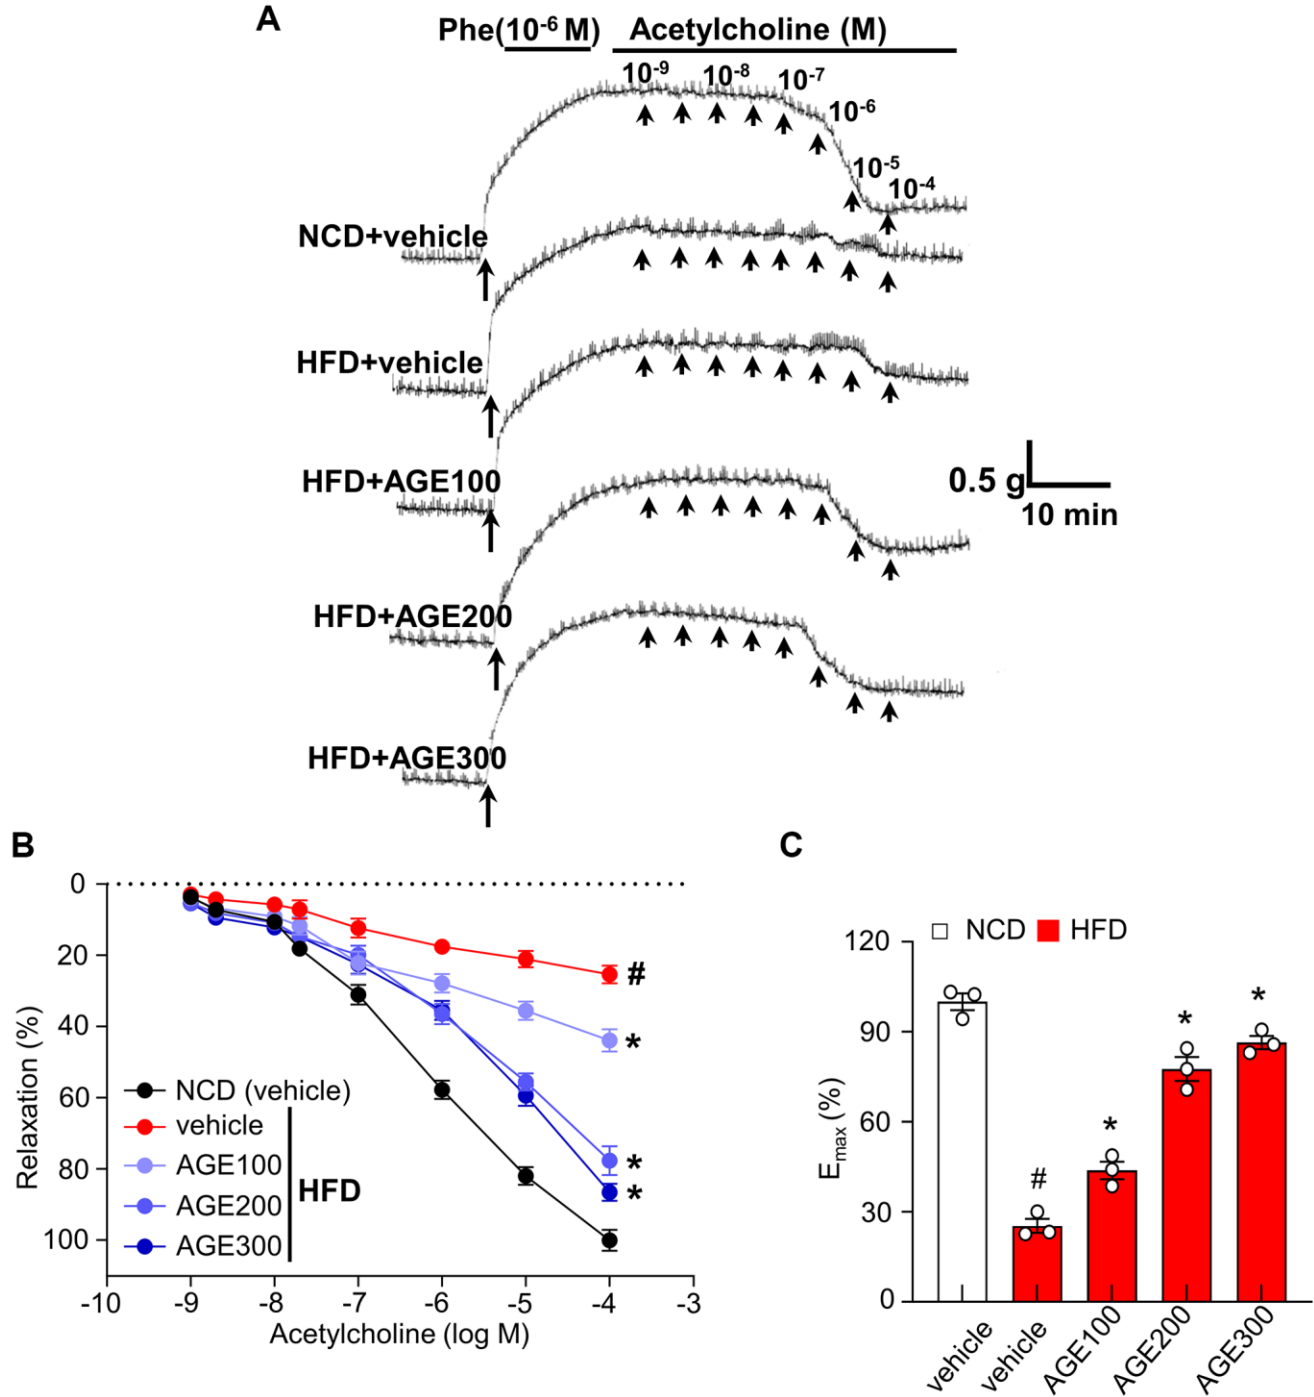 A
Phe(10⁻⁶ M) Acetylcholine (M)
10⁻⁹ 10⁻⁸ 10⁻⁷
10⁻⁶
10⁻⁵
10⁻⁴
NCD+vehicle
HFD+vehicle
HFD+AGE100
0.5 g
10 min
HFD+AGE200
HFD+AGE300
B
0
20
40
60
80
100
Relaxation (%)
#
*
*
*
NCD (vehicle)
vehicle
AGE100
AGE200
AGE300
HFD
-10 -9 -8 -7 -6 -5 -4 -3
Acetylcholine (log M)
C
NCD HFD
120
90
60
30
0
Eₘₐₓ (%)
# * * *
vehicle vehicle AGE100 AGE200 AGE300